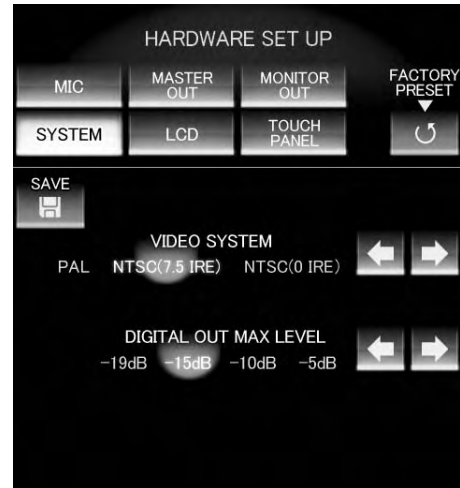 HARDWARE SET UP
MIC
MASTER OUT
MONITOR OUT
FACTORY PRESET
SYSTEM
LCD
TOUCH PANEL
SAVE
VIDEO SYSTEM
PAL NTSC(7.5 IRE) NTSC(0 IRE)
DIGITAL OUT MAX LEVEL
-19dB -15dB -10dB -5dB